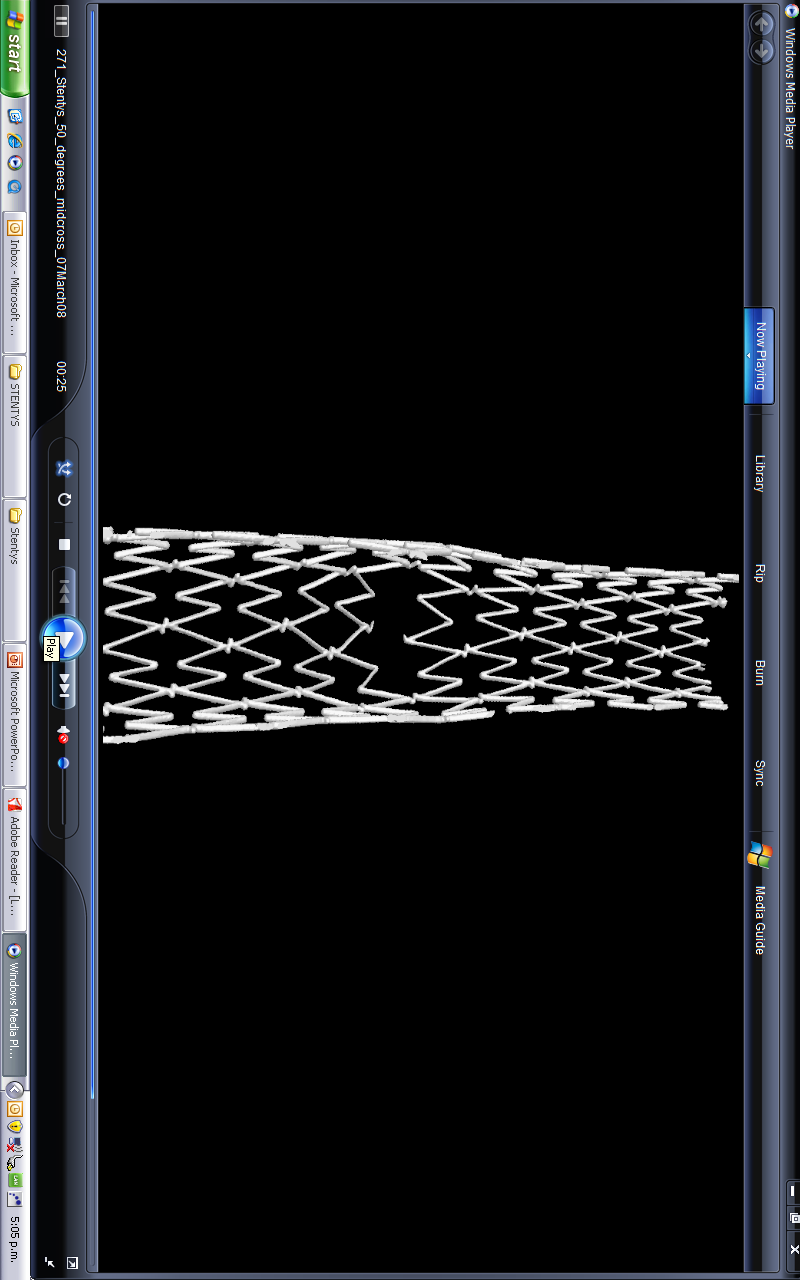 Windows Media Player
Now Playing
Library
Rip
Burn
Sync
Media Guide
271_Stentys_50_degrees_midcross_07March08
00:25
Play
start
Inbox - Microsoft ...
STENTYS
Stentys
Microsoft PowerPo...
Adobe Reader - [L...
Windows Media Pl...
LAN
5:05 p.m.